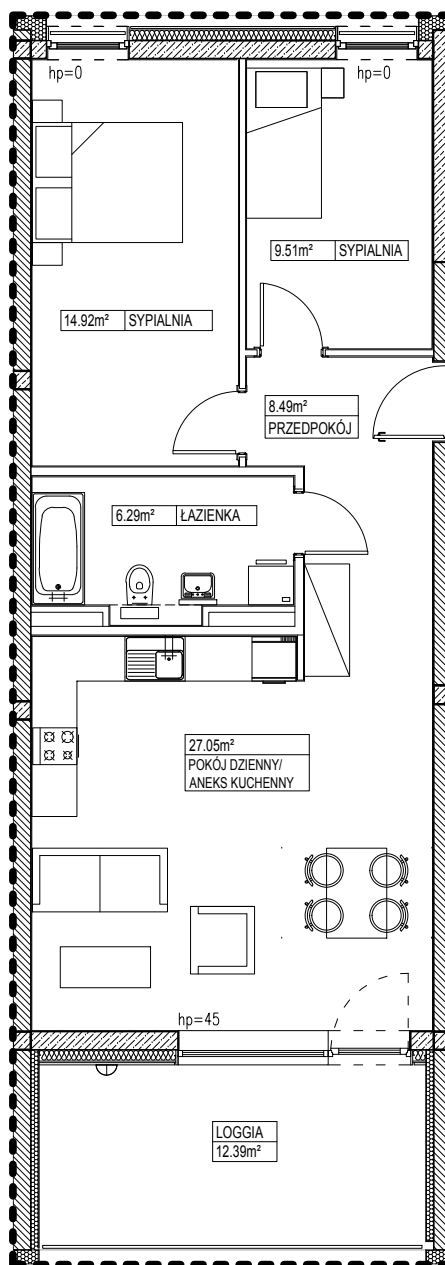 hp=0
hp=0
9.51m² SYPIALNIA
14.92m² SYPIALNIA
8.49m²
PRZEDPOKÓJ
6.29m² ŁAZIENKA
27.05m²
POKÓJ DZIENNY/
ANEKS KUCHENNY
hp=45
LOGGIA
12.39m²